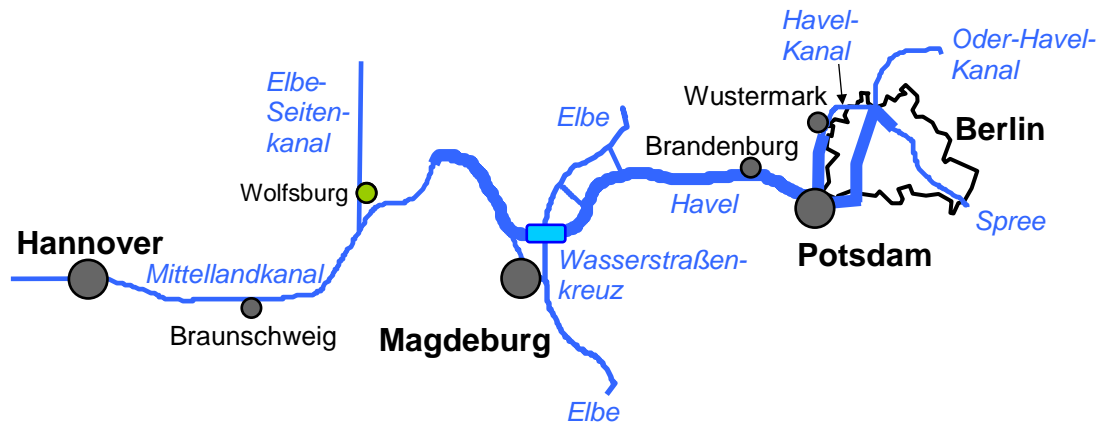 Havel-
Kanal
Oder-Havel-
Kanal
Elbe-
Seiten-
kanal
Wustermark
Elbe
Berlin
Brandenburg
Wolfsburg
Havel
Spree
Hannover
Potsdam
Mittellandkanal
Wasserstraßen-
kreuz
Braunschweig
Magdeburg
Elbe